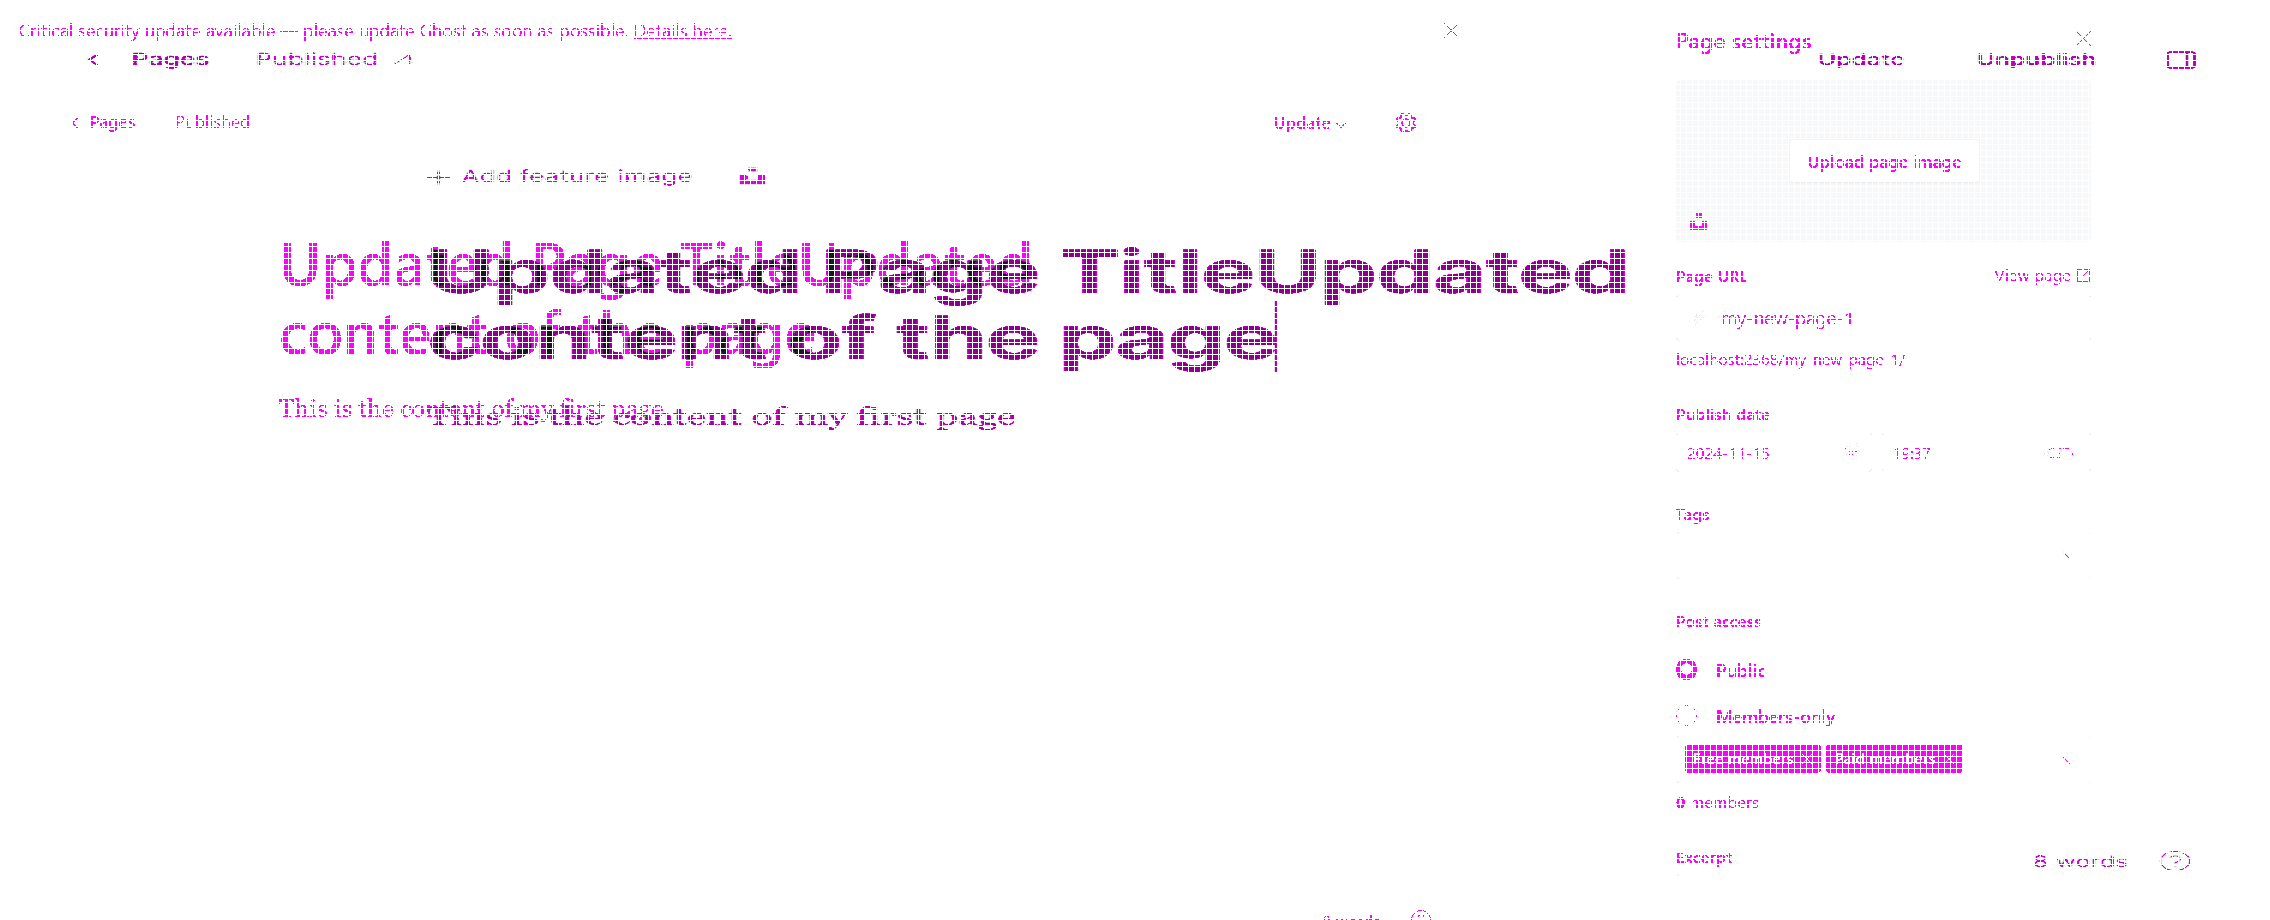 Critical security update available — please update Ghost as soon as possible. Details here.
Pages Published
Update Unpublish
Page settings
Pages Published
Update
Add feature image
Upload page image
Updated Page TitleUpdated
content of the page
Updated Page TitleUpdated
content of the page
This is the content of my first page
This is the content of my first page
Page URL View page
my-new-page-1
localhost:2368/my-new-page-1/
Publish date
2024-11-15 19:37
Tags
Post access
Public
Members-only
Free members Paid members
0 members
Excerpt
8 words